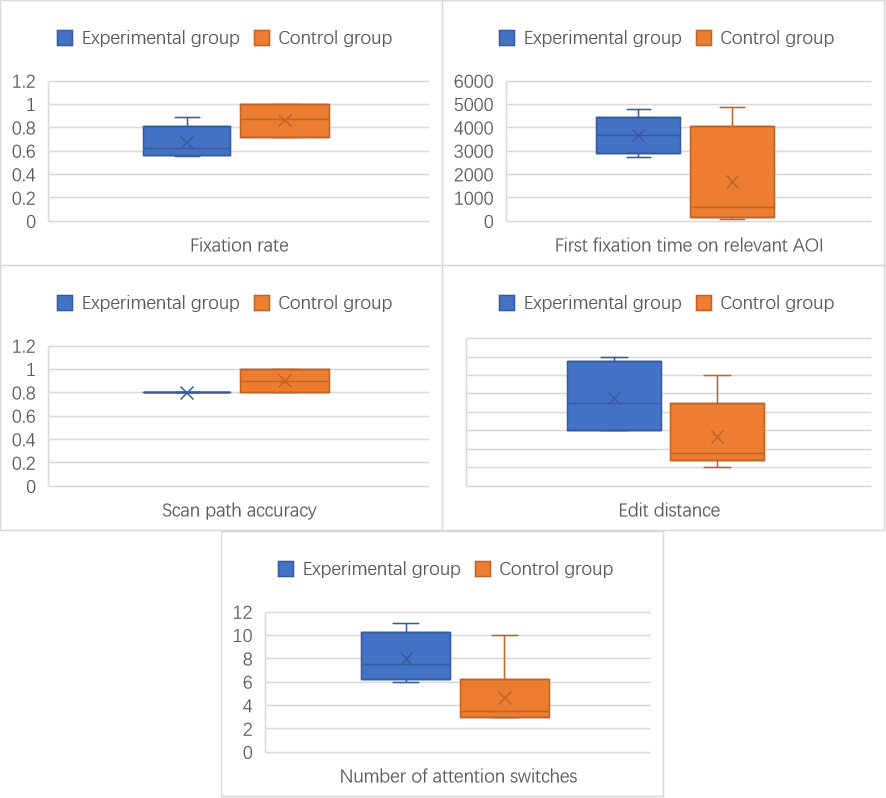 Experimental group Control group
1.2
1
0.8
0.6
0.4
0.2
0
Fixation rate
Experimental group Control group
6000
5000
4000
3000
2000
1000
0
First fixation time on relevant AOI
Experimental group Control group
1.2
1
0.8
0.6
0.4
0.2
0
Scan path accuracy
Experimental group Control group
Edit distance
Experimental group Control group
12
10
8
6
4
2
0
Number of attention switches